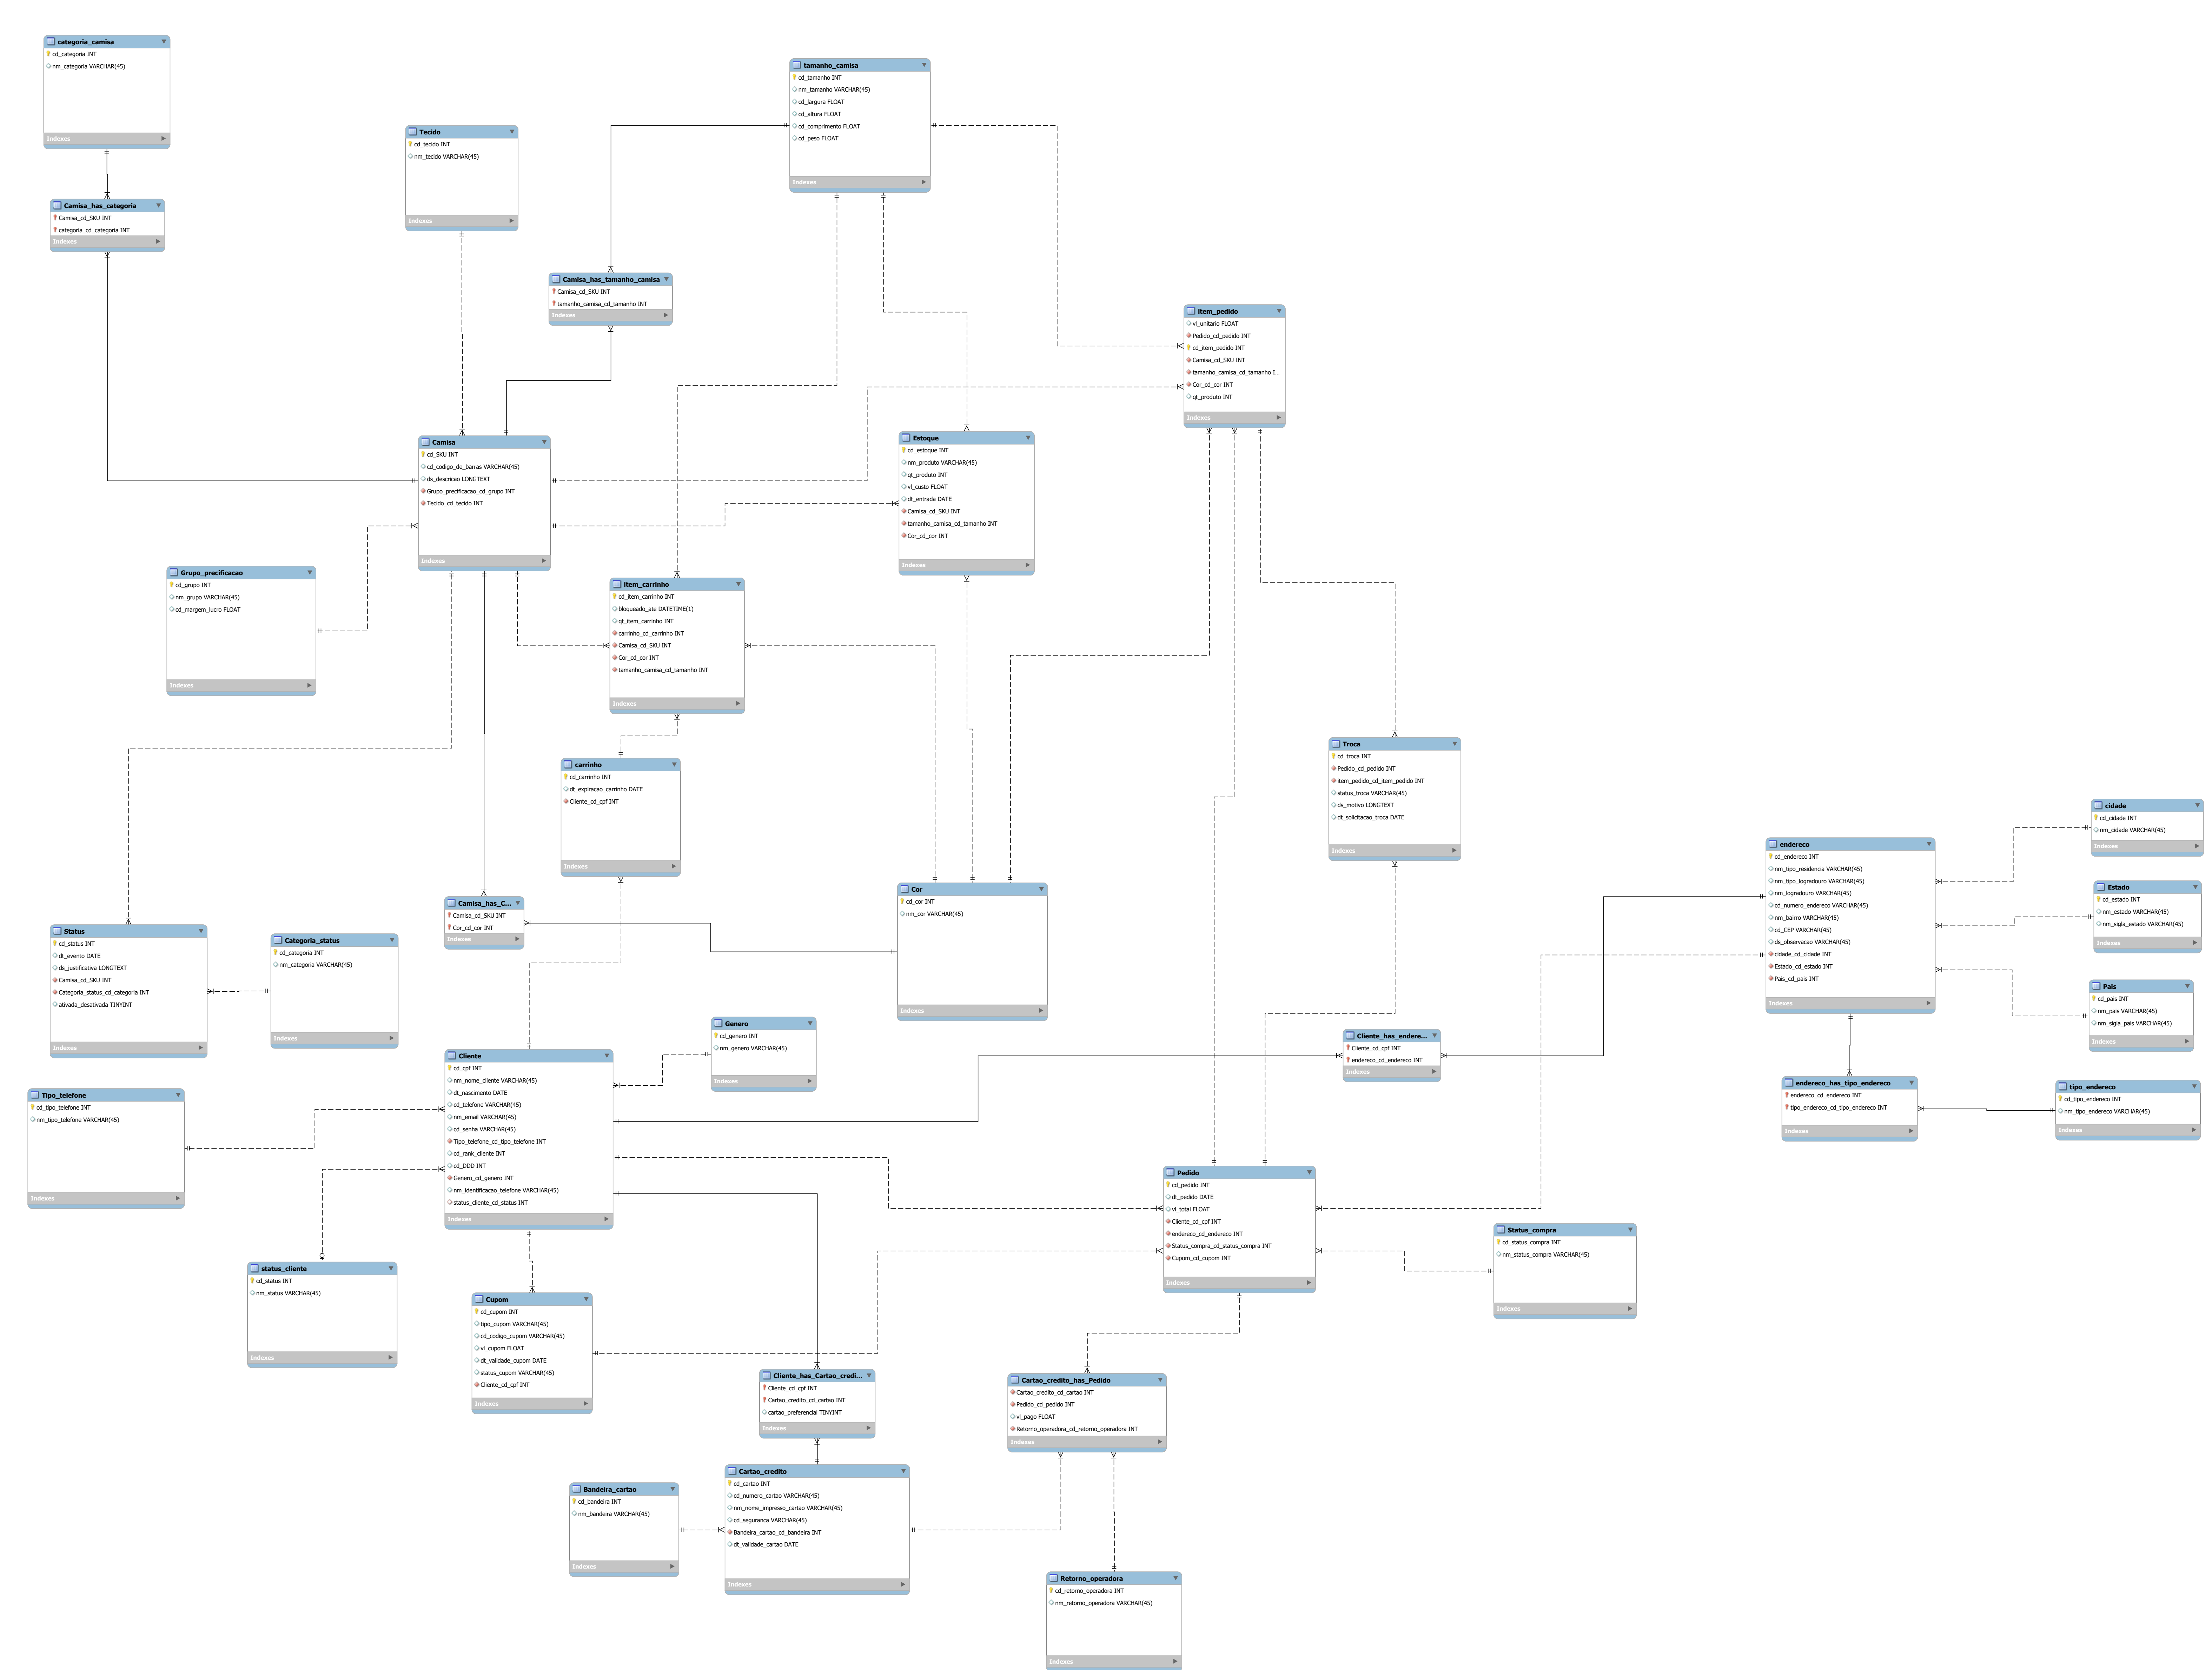 categoria_camisa
cd_categoria INT
nm_categoria VARCHAR(45)
Indexes
tamanho_camisa
cd_tamanho INT
nm_tamanho VARCHAR(45)
cd_largura FLOAT
cd_altura FLOAT
cd_comprimento FLOAT
cd_peso FLOAT
Indexes
Tecido
cd_tecido INT
nm_tecido VARCHAR(45)
Indexes
Camisa_has_categoria
Camisa_cd_SKU INT
categoria_cd_categoria INT
Indexes
Camisa_has_tamanho_camisa
Camisa_cd_SKU INT
tamanho_camisa_cd_tamanho INT
Indexes
item_pedido
vl_unitario FLOAT
Pedido_cd_pedido INT
cd_item_pedido INT
Camisa_cd_SKU INT
tamanho_camisa_cd_tamanho I...
Cor_cd_cor INT
qt_produto INT
Indexes
Camisa
cd_SKU INT
cd_codigo_de_barras VARCHAR(45)
ds_descricao LONGTEXT
Grupo_precificacao_cd_grupo INT
Tecido_cd_tecido INT
Indexes
Estoque
cd_estoque INT
nm_produto VARCHAR(45)
qt_produto INT
vl_custo FLOAT
dt_entrada DATE
Camisa_cd_SKU INT
tamanho_camisa_cd_tamanho INT
Cor_cd_cor INT
Indexes
Grupo_precificacao
cd_grupo INT
nm_grupo VARCHAR(45)
cd_margem_lucro FLOAT
Indexes
item_carrinho
cd_item_carrinho INT
bloqueado_ate DATETIME(1)
qt_item_carrinho INT
carrinho_cd_carrinho INT
Camisa_cd_SKU INT
Cor_cd_cor INT
tamanho_camisa_cd_tamanho INT
Indexes
carrinho
cd_carrinho INT
dt_expiracao_carrinho DATE
Cliente_cd_cpf INT
Indexes
Troca
cd_troca INT
Pedido_cd_pedido INT
item_pedido_cd_item_pedido INT
status_troca VARCHAR(45)
ds_motivo LONGTEXT
dt_solicitacao_troca DATE
Indexes
cidade
cd_cidade INT
nm_cidade VARCHAR(45)
Indexes
endereco
cd_endereco INT
nm_tipo_residencia VARCHAR(45)
nm_tipo_logradouro VARCHAR(45)
nm_logradouro VARCHAR(45)
cd_numero_endereco VARCHAR(45)
nm_bairro VARCHAR(45)
cd_CEP VARCHAR(45)
ds_observacao VARCHAR(45)
cidade_cd_cidade INT
Estado_cd_estado INT
Pais_cd_pais INT
Indexes
Estado
cd_estado INT
nm_estado VARCHAR(45)
nm_sigla_estado VARCHAR(45)
Indexes
Cor
cd_cor INT
nm_cor VARCHAR(45)
Indexes
Camisa_has_C...
Camisa_cd_SKU INT
Cor_cd_cor INT
Indexes
Status
cd_status INT
dt_evento DATE
ds_justificativa LONGTEXT
Camisa_cd_SKU INT
Categoria_status_cd_categoria INT
ativada_desativada TINYINT
Indexes
Categoria_status
cd_categoria INT
nm_categoria VARCHAR(45)
Indexes
Pais
cd_pais INT
nm_pais VARCHAR(45)
nm_sigla_pais VARCHAR(45)
Indexes
Genero
cd_genero INT
nm_genero VARCHAR(45)
Indexes
Cliente_has_endere...
Cliente_cd_cpf INT
endereco_cd_endereco INT
Indexes
Cliente
cd_cpf INT
nm_nome_cliente VARCHAR(45)
dt_nascimento DATE
cd_telefone VARCHAR(45)
nm_email VARCHAR(45)
cd_senha VARCHAR(45)
Tipo_telefone_cd_tipo_telefone INT
cd_rank_cliente INT
cd_DDD INT
Genero_cd_genero INT
nm_identificacao_telefone VARCHAR(45)
status_cliente_cd_status INT
Indexes
endereco_has_tipo_endereco
endereco_cd_endereco INT
tipo_endereco_cd_tipo_endereco INT
Indexes
tipo_endereco
cd_tipo_endereco INT
nm_tipo_endereco VARCHAR(45)
Indexes
Tipo_telefone
cd_tipo_telefone INT
nm_tipo_telefone VARCHAR(45)
Indexes
Pedido
cd_pedido INT
dt_pedido DATE
vl_total FLOAT
Cliente_cd_cpf INT
endereco_cd_endereco INT
Status_compra_cd_status_compra INT
Cupom_cd_cupom INT
Indexes
Status_compra
cd_status_compra INT
nm_status_compra VARCHAR(45)
Indexes
status_cliente
cd_status INT
nm_status VARCHAR(45)
Indexes
Cupom
cd_cupom INT
tipo_cupom VARCHAR(45)
cd_codigo_cupom VARCHAR(45)
vl_cupom FLOAT
dt_validade_cupom DATE
status_cupom VARCHAR(45)
Cliente_cd_cpf INT
Indexes
Cliente_has_Cartao_credi...
Cliente_cd_cpf INT
Cartao_credito_cd_cartao INT
cartao_preferencial TINYINT
Indexes
Cartao_credito_has_Pedido
Cartao_credito_cd_cartao INT
Pedido_cd_pedido INT
vl_pago FLOAT
Retorno_operadora_cd_retorno_operadora INT
Indexes
Cartao_credito
cd_cartao INT
cd_numero_cartao VARCHAR(45)
nm_nome_impresso_cartao VARCHAR(45)
cd_seguranca VARCHAR(45)
Bandeira_cartao_cd_bandeira INT
dt_validade_cartao DATE
Indexes
Bandeira_cartao
cd_bandeira INT
nm_bandeira VARCHAR(45)
Indexes
Retorno_operadora
cd_retorno_operadora INT
nm_retorno_operadora VARCHAR(45)
Indexes